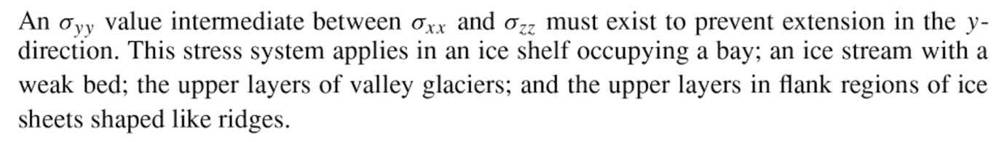 An σyy value intermediate between σxx and σzz must exist to prevent extension in the y-
direction. This stress system applies in an ice shelf occupying a bay; an ice stream with a
weak bed; the upper layers of valley glaciers; and the upper layers in flank regions of ice
sheets shaped like ridges.